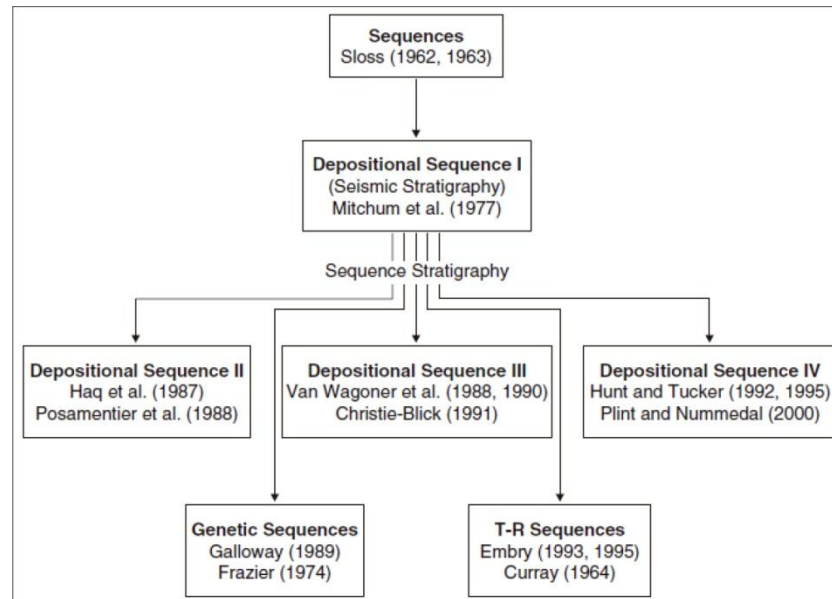 Sequences
Sloss (1962, 1963)
Depositional Sequence I
(Seismic Stratigraphy)
Mitchum et al. (1977)
Sequence Stratigraphy
Depositional Sequence II
Haq et al. (1987)
Posamentier et al. (1988)
Depositional Sequence III
Van Wagoner et al. (1988, 1990)
Christie-Blick (1991)
Depositional Sequence IV
Hunt and Tucker (1992, 1995)
Plint and Nummedal (2000)
Genetic Sequences
Galloway (1989)
Frazier (1974)
T-R Sequences
Embry (1993, 1995)
Curray (1964)